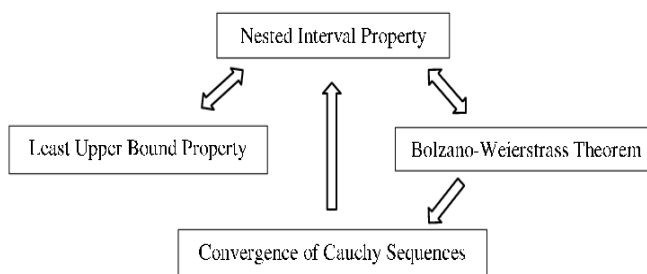 Nested Interval Property
Least Upper Bound Property
Bolzano-Weierstrass Theorem
Convergence of Cauchy Sequences